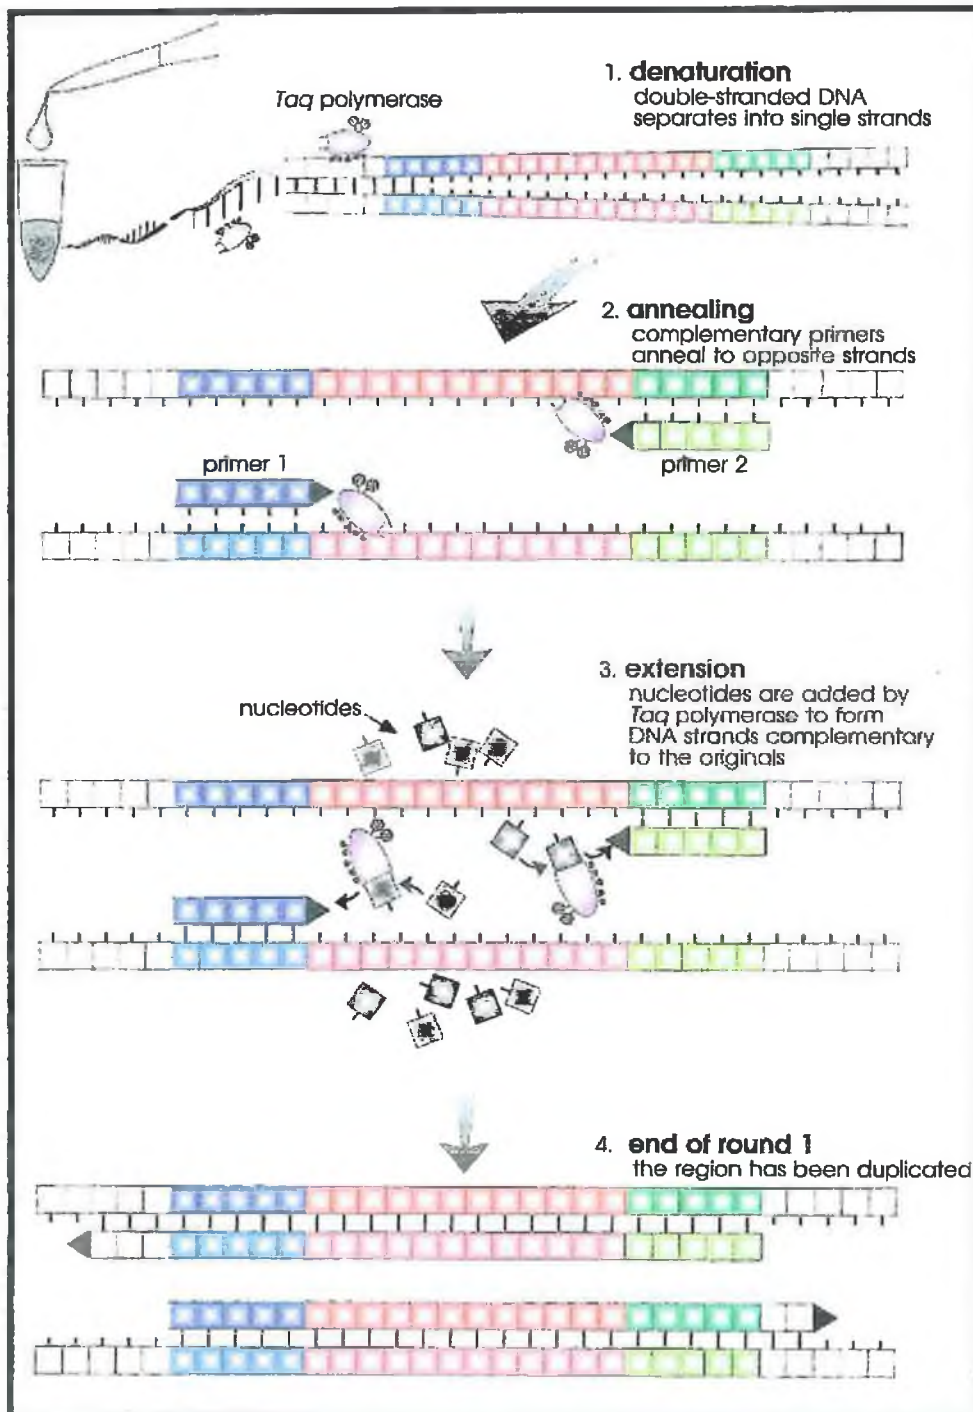 Taq polymerase
1. denaturation
double-stranded DNA
separates into single strands
2. annealing
complementary primers
anneal to opposite strands
primer 1
primer 2
3. extension
nucleotides are added by
Taq polymerase to form
DNA strands complementary
to the originals
nucleotides
4. end of round 1
the region has been duplicated